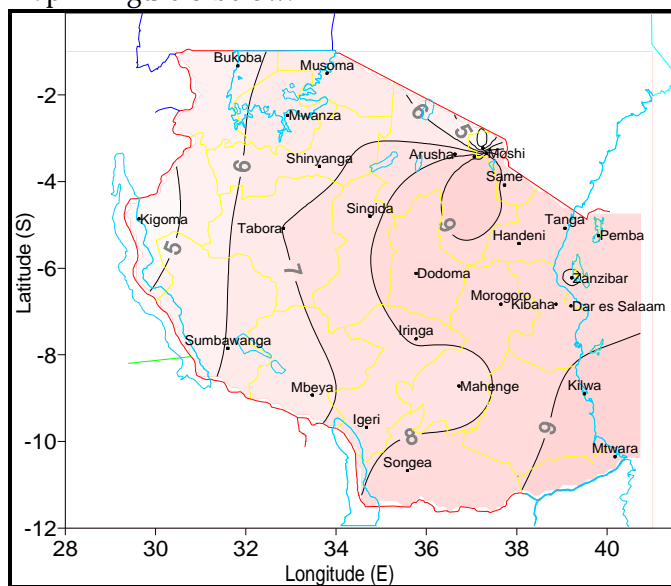 Bukoba
Musoma
-2
6
Mwanza
5
Arusha
Moshi
Shinyanga
6
-4
Same
Singida
Kigoma
Tabora
9
Tanga
Pemba
5
Handeni
Latitude (S)
-6
7
Dodoma
Zanzibar
Morogoro
Kibaha
Dar es Salaam
Iringa
Sumbawanga
-8
Mbeya
Mahenge
Kilwa
Igeri
8
9
-10
Mtwara
Songea
-12
28
30
32
34
36
38
40
Longitude (E)